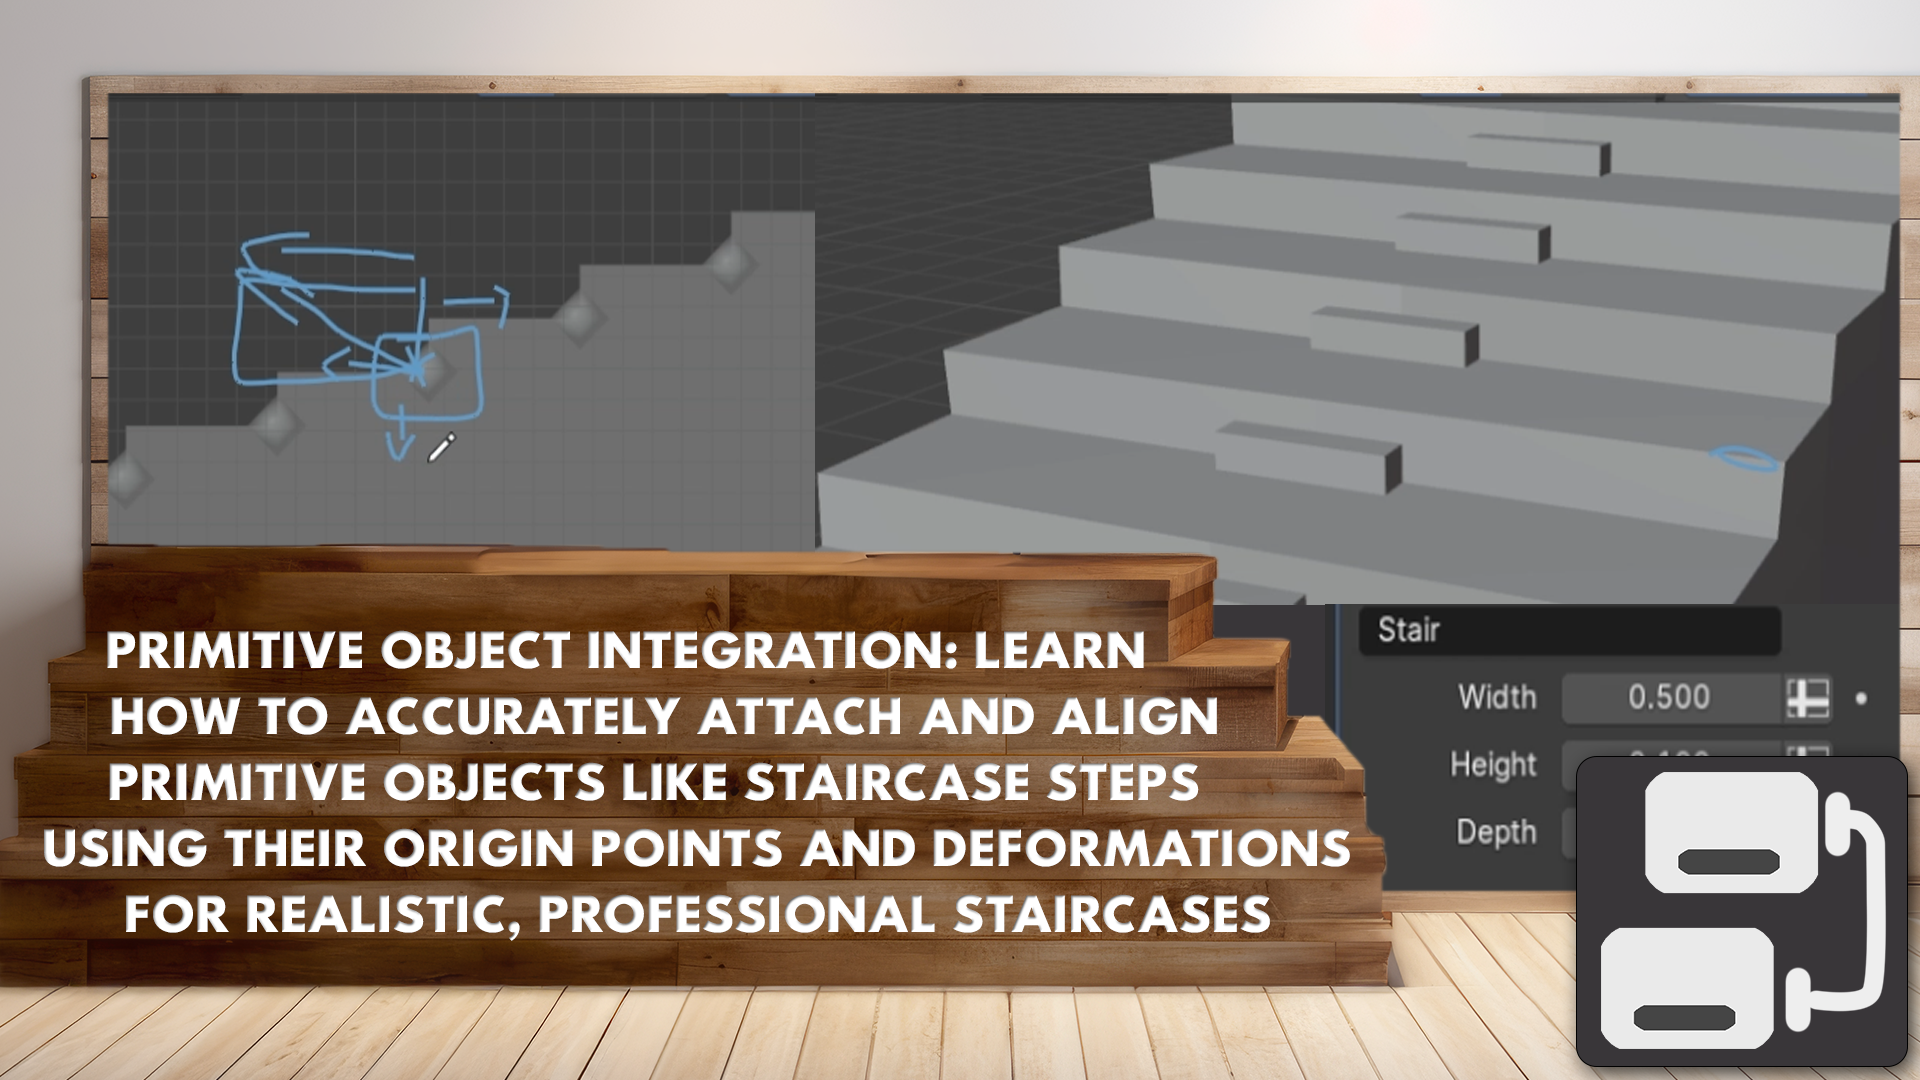 Stair
Width 0.500
Height
Depth
PRIMITIVE OBJECT INTEGRATION: LEARN
HOW TO ACCURATELY ATTACH AND ALIGN
PRIMITIVE OBJECTS LIKE STAIRCASE STEPS
USING THEIR ORIGIN POINTS AND DEFORMATIONS
FOR REALISTIC, PROFESSIONAL STAIRCASES